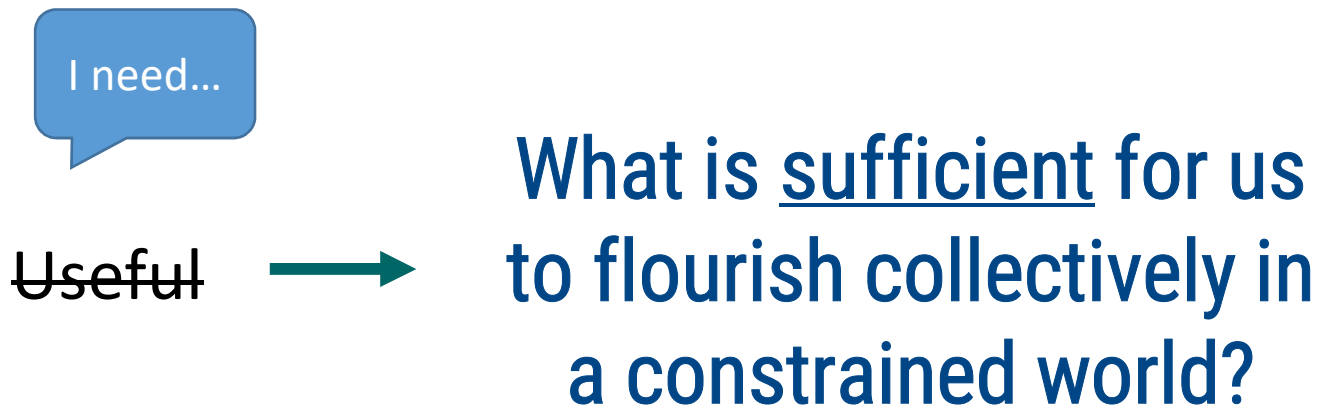 I need…
Useful
What is sufficient for us
to flourish collectively in
a constrained world?